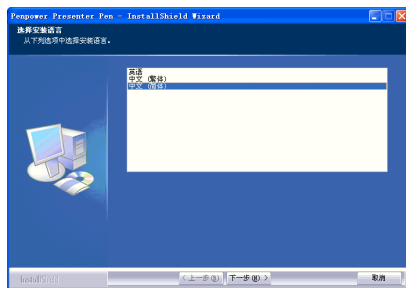 Penpower Presenter Pen - InstallShield Wizard
选择安装语言
从下列选项中选择安装语言。
英语
中文 (繁体)
中文 (简体)
InstallShield
< 上一步(B)
下一步(N) >
取消